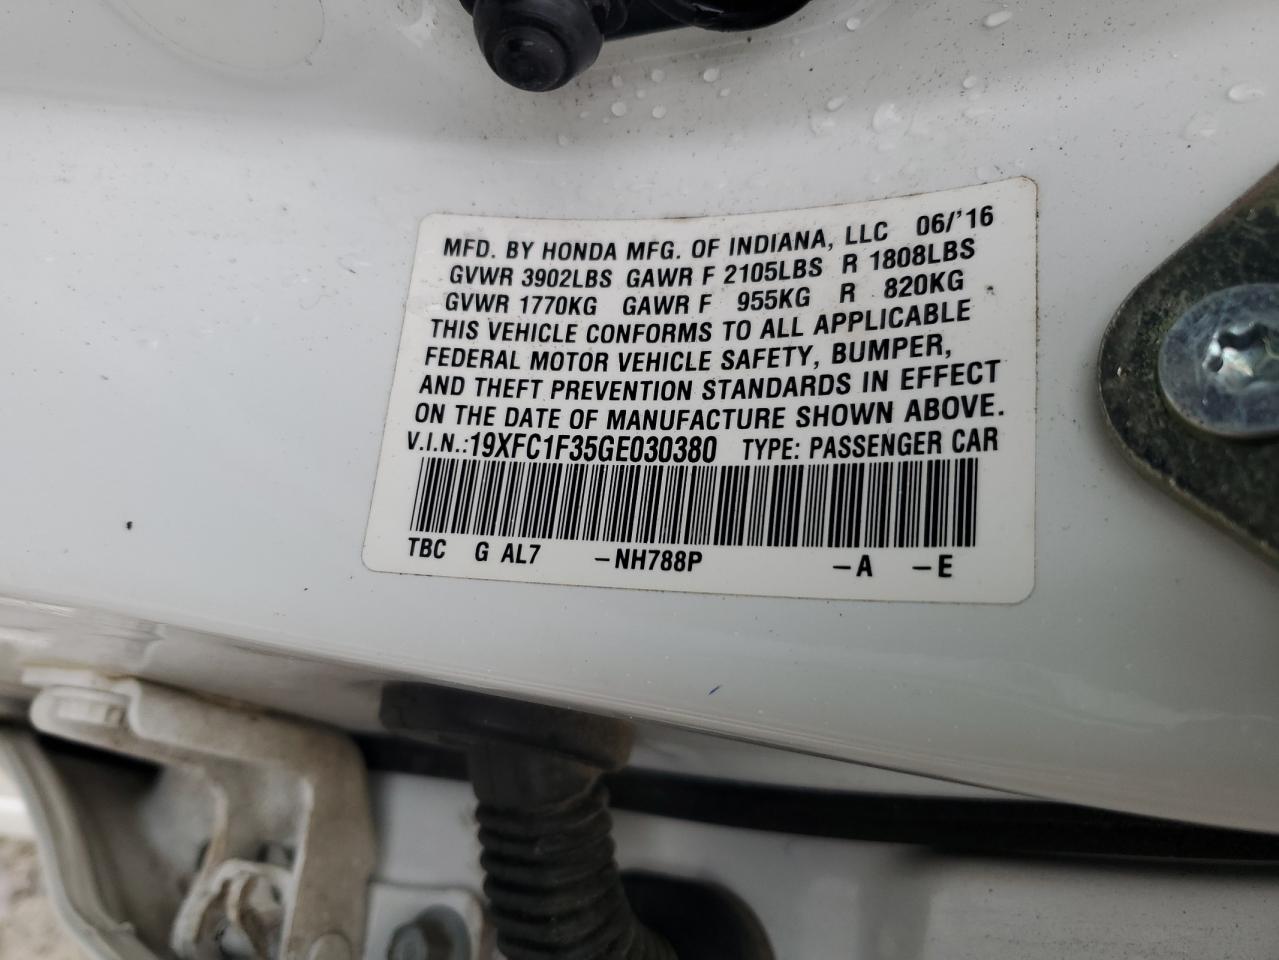 MFD. BY HONDA MFG. OF INDIANA, LLC 06/'16
GVWR 3902LBS GAWR F 2105LBS R 1808LBS
GVWR 1770KG GAWR F 955KG R 820KG
THIS VEHICLE CONFORMS TO ALL APPLICABLE
FEDERAL MOTOR VEHICLE SAFETY, BUMPER,
AND THEFT PREVENTION STANDARDS IN EFFECT
ON THE DATE OF MANUFACTURE SHOWN ABOVE.
V.I.N.:19XFC1F35GE030380 TYPE: PASSENGER CAR
TBC G AL7 -NH788P -A -E